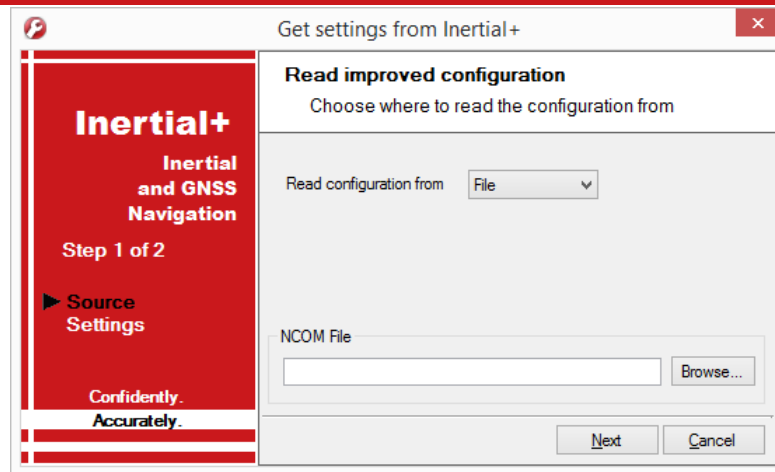 Get settings from Inertial+
Inertial+
Inertial
and GNSS
Navigation
Step 1 of 2
Source
Settings
Confidently.
Accurately.
Read improved configuration
Choose where to read the configuration from
Read configuration from File
NCOM File
Browse...
Next Cancel